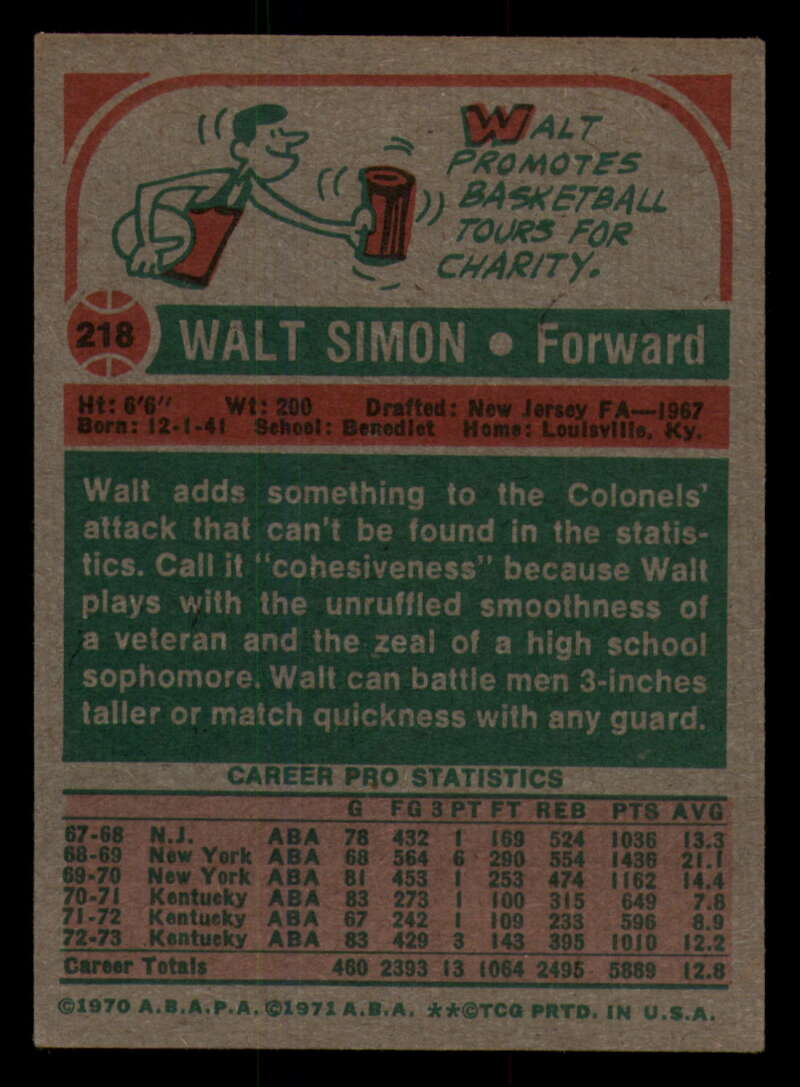 WALT
PROMOTES
BASKETBALL
TOURS FOR
CHARITY.
218 WALT SIMON • Forward
Ht: 6'6" Wt: 200 Drafted: New Jersey FA—1967
Born: 12-1-41 School: Benedict Home: Louisville, Ky.
Walt adds something to the Colonels'
attack that can't be found in the statis-
tics. Call it "cohesiveness" because Walt
plays with the unruffled smoothness of
a veteran and the zeal of a high school
sophomore. Walt can battle men 3-inches
taller or match quickness with any guard.
CAREER PRO STATISTICS
G FG 3 PT FT REB PTS AVG
67-68 N.J. ABA 78 432 1 169 524 1036 13.3
68-69 New York ABA 68 564 6 290 554 1436 21.1
69-70 New York ABA 81 453 1 253 474 1162 14.4
70-71 Kentucky ABA 83 273 1 100 315 649 7.8
71-72 Kentucky ABA 67 242 1 109 233 596 8.9
72-73 Kentucky ABA 83 429 3 143 395 1010 12.2
Career Totals 460 2393 13 1064 2495 5889 12.8
©1970 A.B.A.P.A. ©1971 A.B.A. **©TCG PRTD. IN U.S.A.